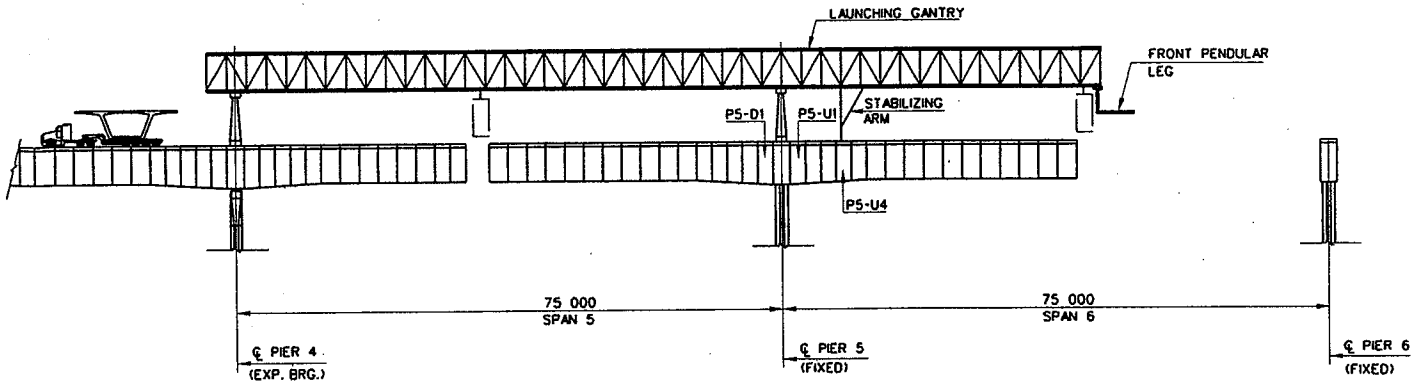 LAUNCHING GANTRY
FRONT PENDULAR
LEG
STABILIZING
ARM
P5-D1
P5-U1
P5-U4
75 000
SPAN 5
75 000
SPAN 6
℄ PIER 4
(EXP. BRG.)
℄ PIER 5
(FIXED)
℄ PIER 6
(FIXED)